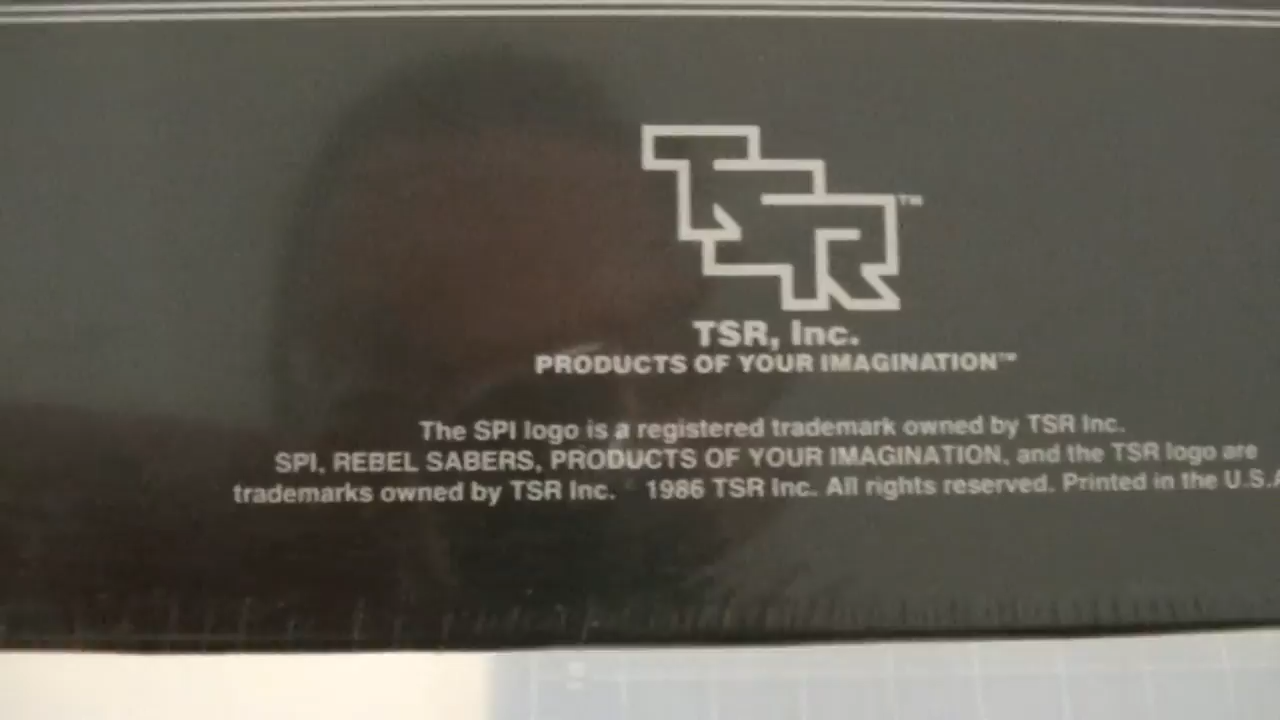 TSR™
TSR, Inc.
PRODUCTS OF YOUR IMAGINATION™
The SPI logo is a registered trademark owned by TSR Inc.
SPI, REBEL SABERS, PRODUCTS OF YOUR IMAGINATION, and the TSR logo are
trademarks owned by TSR Inc. 1986 TSR Inc. All rights reserved. Printed in the U.S.A